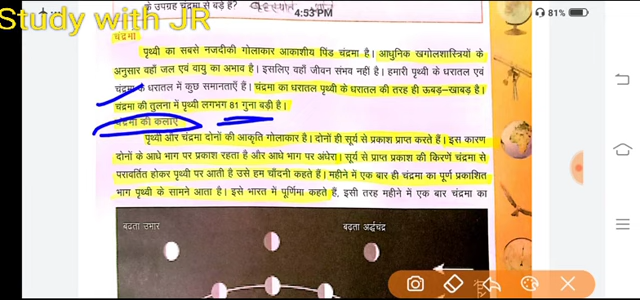 के उपग्रह चंद्रमा से बड़े हैं?
4:53 PM
81%
Study with JR
चंद्रमा
पृथ्वी का सबसे नजदीकी गोलाकार आकाशीय पिंड चंद्रमा है। आधुनिक खगोलशास्त्रियों के
अनुसार वहाँ जल एवं वायु का अभाव है। इसलिए वहाँ जीवन संभव नहीं है। हमारी पृथ्वी के धरातल एवं
चंद्रमा के धरातल में कुछ समानताएँ हैं। चंद्रमा का धरातल पृथ्वी के धरातल की तरह ही ऊबड़-खाबड़ है।
चंद्रमा की तुलना में पृथ्वी लगभग 81 गुना बड़ी है।
चंद्रमा की कलाएँ
पृथ्वी और चंद्रमा दोनों की आकृति गोलाकार है। दोनों ही सूर्य से प्रकाश प्राप्त करते हैं। इस कारण
दोनों के आधे भाग पर प्रकाश रहता है और आधे भाग पर अंधेरा। सूर्य से प्राप्त प्रकाश की किरणें चंद्रमा से
परावर्तित होकर पृथ्वी पर आती है उसे हम चाँदनी कहते हैं। महीने में एक बार ही चंद्रमा का पूर्ण प्रकाशित
भाग पृथ्वी के सामने आता है। इसे भारत में पूर्णिमा कहते हैं, इसी तरह महीने में एक बार चंद्रमा का
बढ़ता उभार
बढ़ता अर्द्धचंद्र